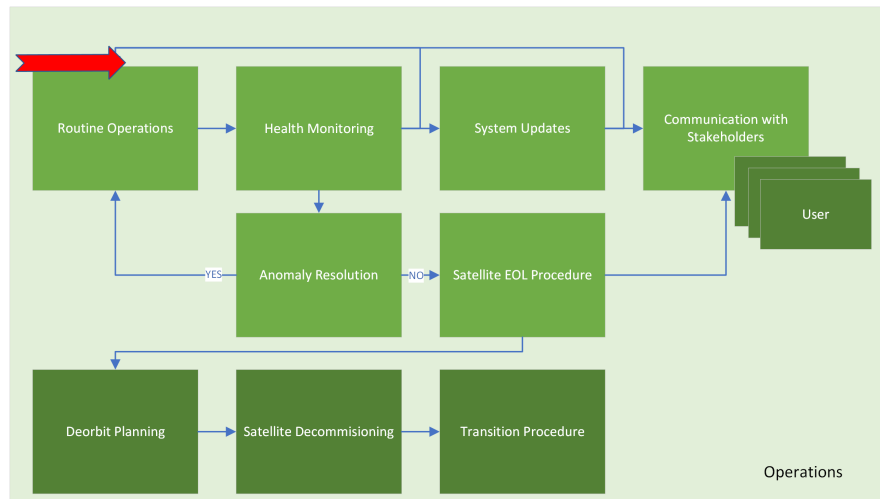 Routine Operations
Health Monitoring
System Updates
Communication with
Stakeholders
User
YES
Anomaly Resolution
NO
Satellite EOL Procedure
Deorbit Planning
Satellite Decommisioning
Transition Procedure
Operations